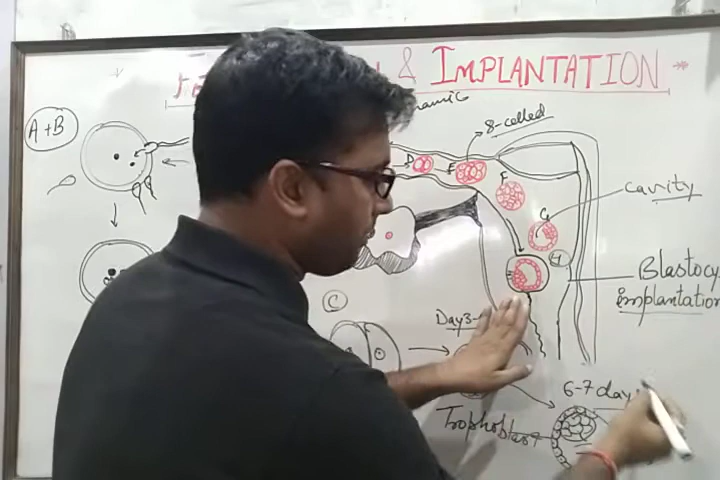 & IMPLANTATION
A+B
8-celled
D
E
F
G
cavity
H
Blastocy
implantation
C
Day3-
6-7 day
Trophoblast